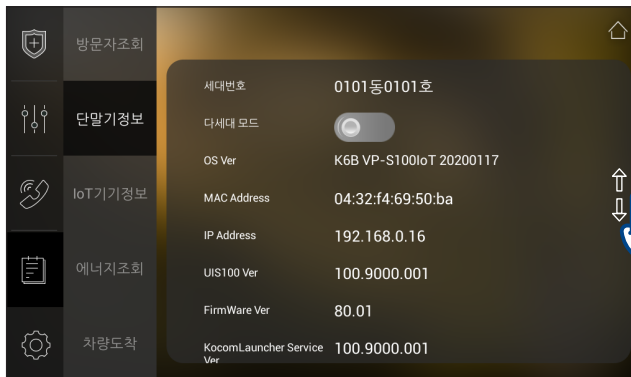 방문자조회
단말기정보
IoT기기정보
에너지조회
차량도착
세대번호 0101동0101호
다세대 모드
OS Ver K6B VP-S100IoT 20200117
MAC Address 04:32:f4:69:50:ba
IP Address 192.168.0.16
UIS100 Ver 100.9000.001
FirmWare Ver 80.01
KocomLauncher Service 100.9000.001
Ver